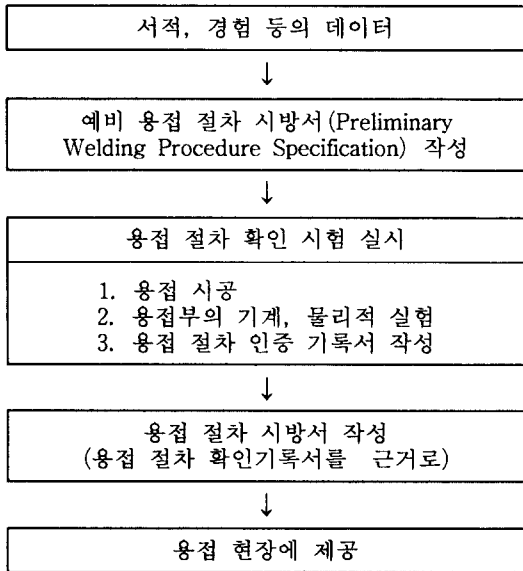 서적, 경험 등의 데이터
↓
예비 용접 절차 시방서(Preliminary
Welding Procedure Specification) 작성
↓
용접 절차 확인 시험 실시
1. 용접 시공
2. 용접부의 기계, 물리적 실험
3. 용접 절차 인증 기록서 작성
↓
용접 절차 시방서 작성
(용접 절차 확인기록서를 근거로)
↓
용접 현장에 제공